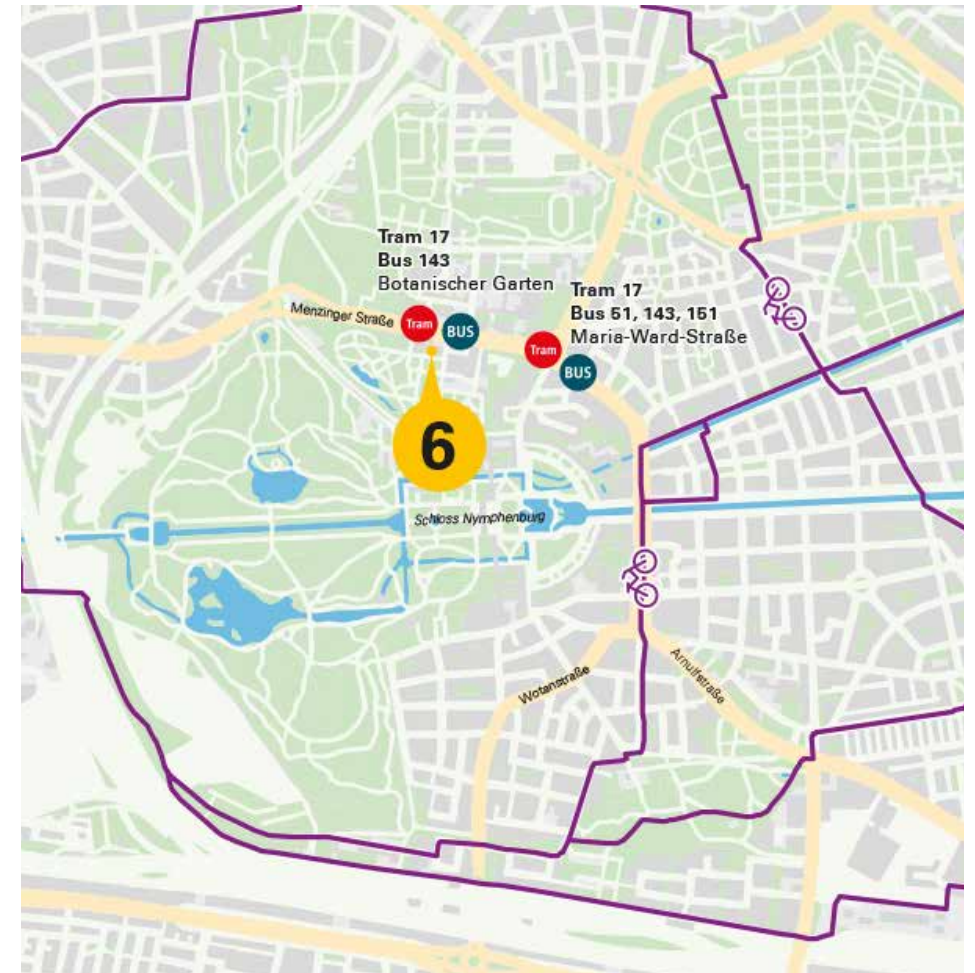 Tram 17
Bus 143
Botanischer Garten
Tram 17
Bus 51, 143, 151
Maria-Ward-Straße
Menzinger Straße
Tram
BUS
Tram
BUS
6
Schloss Nymphenburg
Wotanstraße
Arnulfstraße